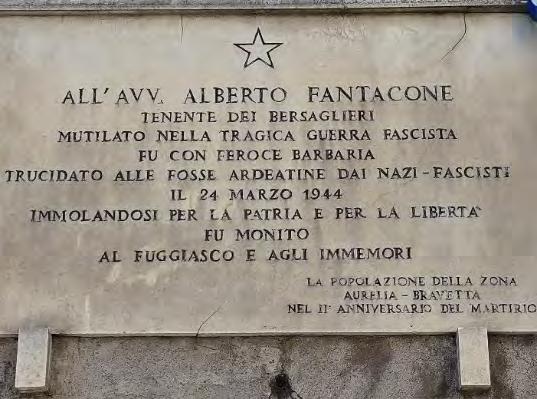 ALL'AVV. ALBERTO FANTACONE
TENENTE DEI BERSAGLIERI
MUTILATO NELLA TRAGICA GUERRA FASCISTA
FU CON FEROCE BARBARIA
TRUCIDATO ALLE FOSSE ARDEATINE DAI NAZI-FASCISTI
IL 24 MARZO 1944
IMMOLANDOSI PER LA PATRIA E PER LA LIBERTA'
FU MONITO
AL FUGGIASCO E AGLI IMMEMORI
LA POPOLAZIONE DELLA ZONA
AURELIA - BRAVETTA
NEL II° ANNIVERSARIO DEL MARTIRIO